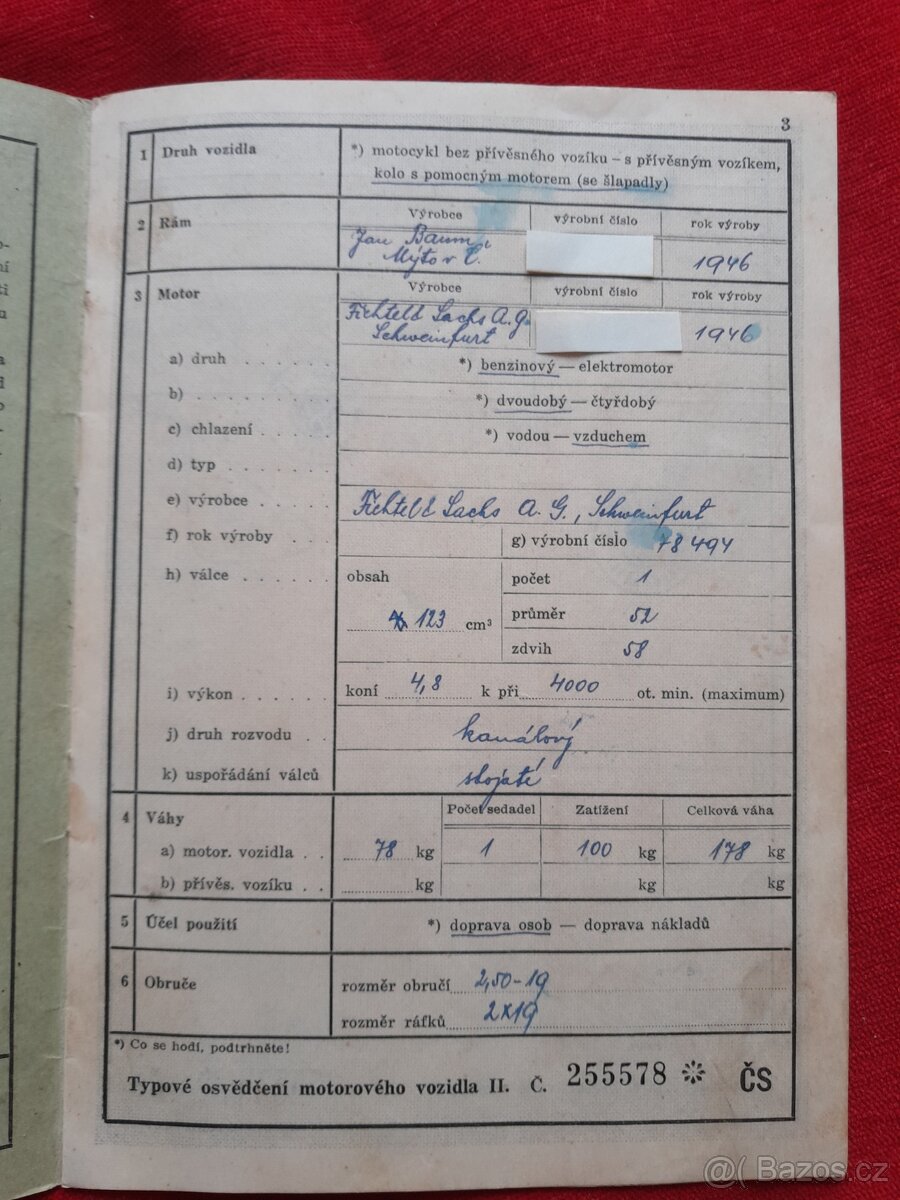 3
1 Druh vozidla *) motocykl bez přívěsného vozíku – s přívěsným vozíkem,
kolo s pomocným motorem (se šlapadly)
2 Rám Výrobce výrobní číslo rok výroby
Jan Baum,
Mýto v Č. 1946
3 Motor Výrobce výrobní číslo rok výroby
Fichtel & Sachs A.G.
Schweinfurt 1946
a) druh . . . . . *) benzinový — elektromotor
b) . . . . . . . . *) dvoudobý — čtyřdobý
c) chlazení . . . . *) vodou — vzduchem
d) typ . . . . . .
e) výrobce . . . . Fichtel & Sachs A. G., Schweinfurt
f) rok výroby . . . g) výrobní číslo 78494
h) válce . . . . . obsah počet 1
123 cm³ průměr 52
zdvih 58
i) výkon . . . . . koní 4,8 k při 4000 ot. min. (maximum)
j) druh rozvodu . . kanálový
k) uspořádání válců stojaté
4 Váhy Počet sedadel Zatížení Celková váha
a) motor. vozidla . . 78 kg 1 100 kg 178 kg
b) přívěs. vozíku . . kg kg kg
5 Účel použití *) doprava osob — doprava nákladů
6 Obruče rozměr obručí 2,50-19
rozměr ráfků 2x19
*) Co se hodí, podtrhněte!
Typové osvědčení motorového vozidla II. Č. 255578 ČS
@( Bazos.cz